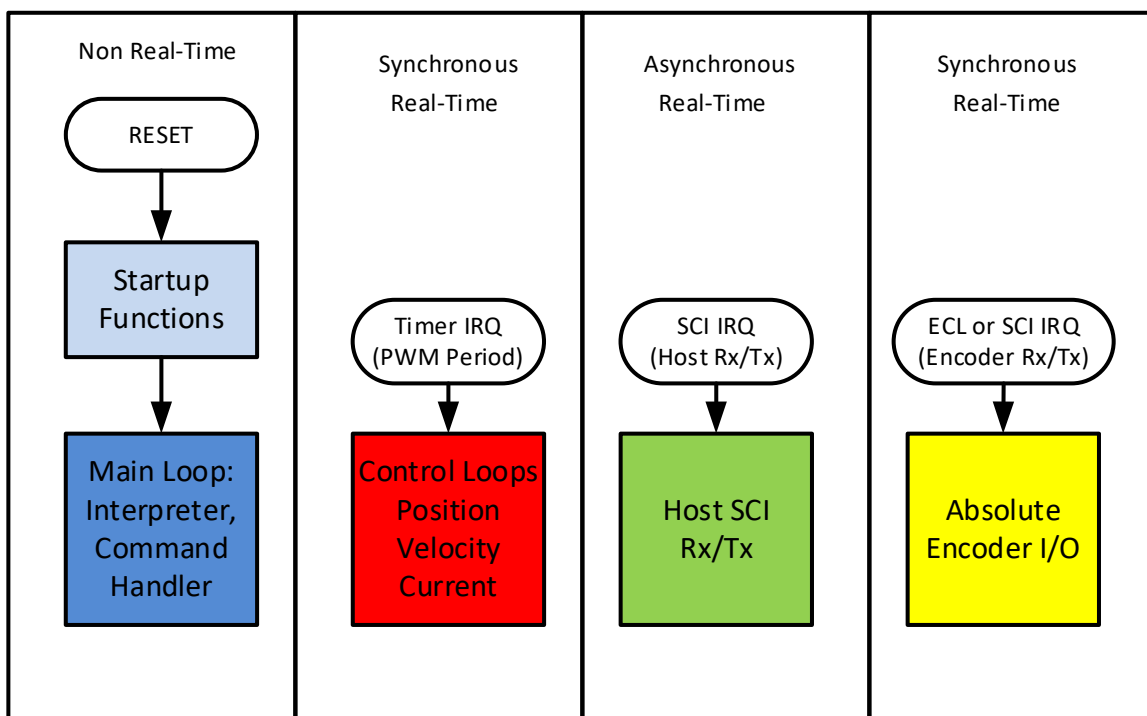 Non Real-Time
RESET
Startup
Functions
Main Loop:
Interpreter,
Command
Handler
Synchronous
Real-Time
Timer IRQ
(PWM Period)
Control Loops
Position
Velocity
Current
Asynchronous
Real-Time
SCI IRQ
(Host Rx/Tx)
Host SCI
Rx/Tx
Synchronous
Real-Time
ECL or SCI IRQ
(Encoder Rx/Tx)
Absolute
Encoder I/O